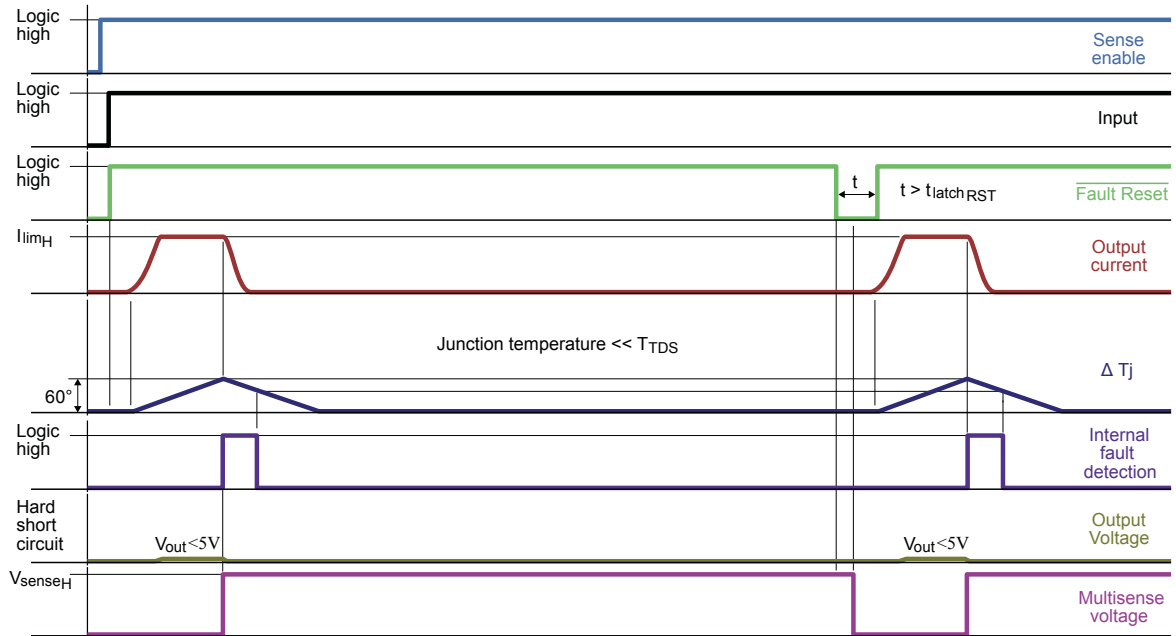 Logic
high
Sense
enable
Logic
high
Input
Logic
high
t
t > tlatchRST
Fault Reset
IlimH
Output
current
Junction temperature << TTDS
60°
Δ Tj
Logic
high
Internal
fault
detection
Hard
short
circuit
Vout<5V
Vout<5V
Output
Voltage
VsenseH
Multisense
voltage